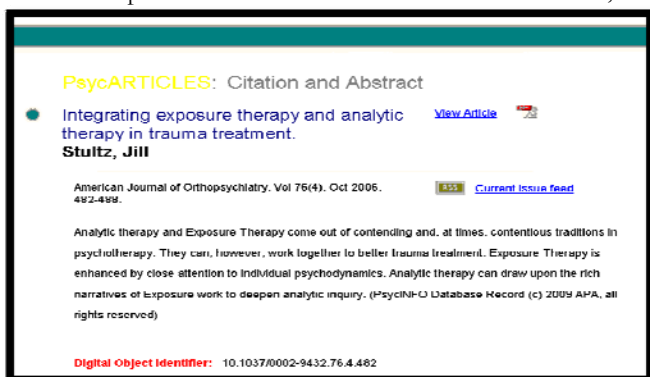 PsycARTICLES: Citation and Abstract
Integrating exposure therapy and analytic View Article
therapy in trauma treatment.
Stultz, Jill
American Journal of Orthopsychiatry. Vol 76(4), Oct 2006, RSS Current issue feed
482-488.
Analytic therapy and Exposure Therapy come out of contending and, at times, contentious traditions in
psychotherapy. They can, however, work together to better trauma treatment. Exposure Therapy is
enhanced by close attention to individual psychodynamics. Analytic therapy can draw upon the rich
narratives of Exposure work to deepen analytic inquiry. (PsycINFO Database Record (c) 2009 APA, all
rights reserved)
Digital Object Identifier: 10.1037/0002-9432.76.4.482